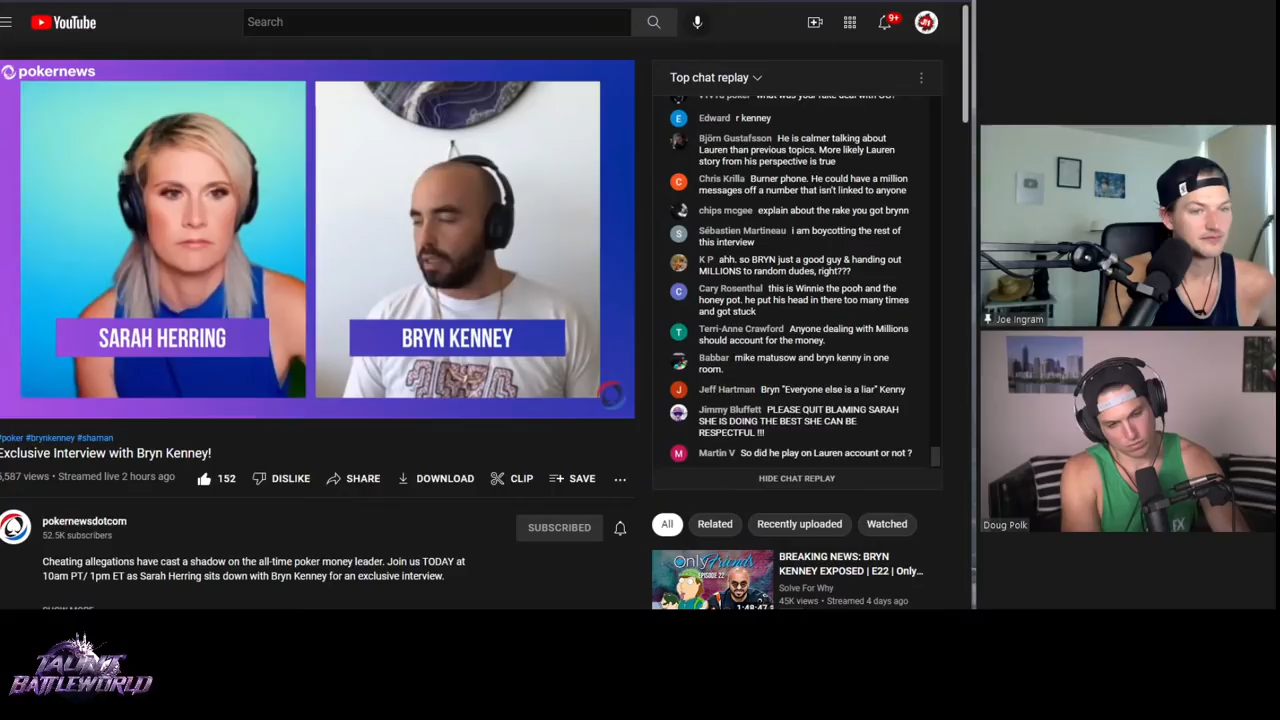 YouTube
Search
9+
pokernews
SARAH HERRING
BRYN KENNEY
#poker #brynkenney #shaman
Exclusive Interview with Bryn Kenney!
5,587 views • Streamed live 2 hours ago
152
DISLIKE
SHARE
DOWNLOAD
CLIP
SAVE
pokernewsdotcom
52.5K subscribers
SUBSCRIBED
Cheating allegations have cast a shadow on the all-time poker money leader. Join us TODAY at
10am PT/ 1pm ET as Sarah Herring sits down with Bryn Kenney for an exclusive interview.
Top chat replay
Edward r kenney
Björn Gustafsson He is calmer talking about
Lauren than previous topics. More likely Lauren
story from his perspective is true
Chris Krilla Burner phone. He could have a million
messages off a number that isn't linked to anyone
chips mcgee explain about the rake you got brynn
Sébastien Martineau i am boycotting the rest of
this interview
K P ahh. so BRYN just a good guy & handing out
MILLIONS to random dudes, right???
Cary Rosenthal this is Winnie the pooh and the
honey pot. he put his head in there too many times
and got stuck
Terri-Anne Crawford Anyone dealing with Millions
should account for the money.
Babbar mike matusow and bryn kenny in one
room.
Jeff Hartman Bryn "Everyone else is a liar" Kenny
Jimmy Bluffett PLEASE QUIT BLAMING SARAH
SHE IS DOING THE BEST SHE CAN BE
RESPECTFUL !!!
Martin V So did he play on Lauren account or not ?
HIDE CHAT REPLAY
All
Related
Recently uploaded
Watched
OnlyFriends
EPISODE 22
1:48:47
BREAKING NEWS: BRYN
KENNEY EXPOSED | E22 | Only...
Solve For Why
45K views • Streamed 4 days ago
Joe Ingram
Doug Polk
TAUNT
BATTLEWORLD